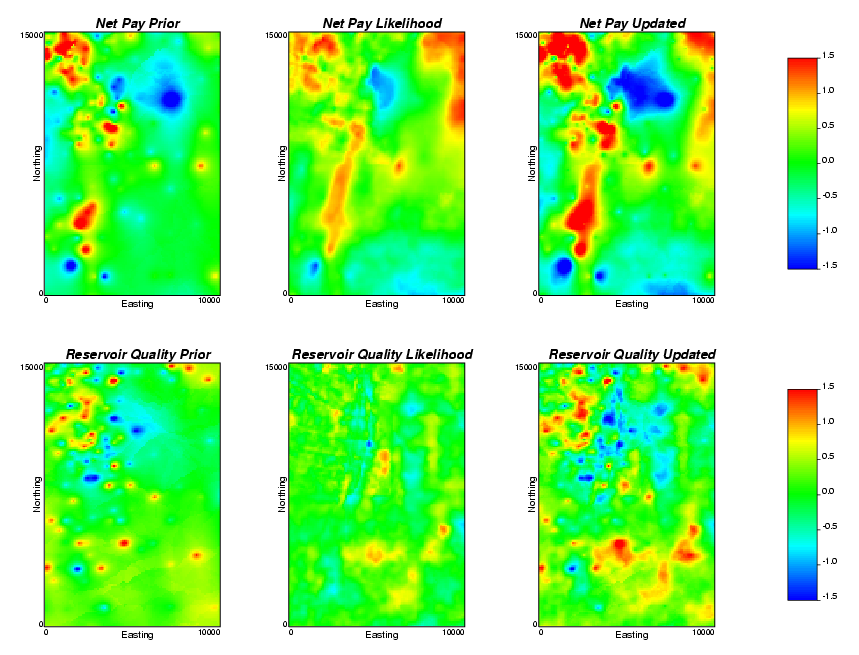 Net Pay Prior
Net Pay Likelihood
Net Pay Updated
15000
Northing
0
0
Easting
10000
15000
Northing
0
0
Easting
10000
15000
Northing
0
0
Easting
10000
1.5
1.0
0.5
0.0
-0.5
-1.0
-1.5
Reservoir Quality Prior
Reservoir Quality Likelihood
Reservoir Quality Updated
15000
Northing
0
0
Easting
10000
15000
Northing
0
0
Easting
10000
15000
Northing
0
0
Easting
10000
1.5
1.0
0.5
0.0
-0.5
-1.0
-1.5